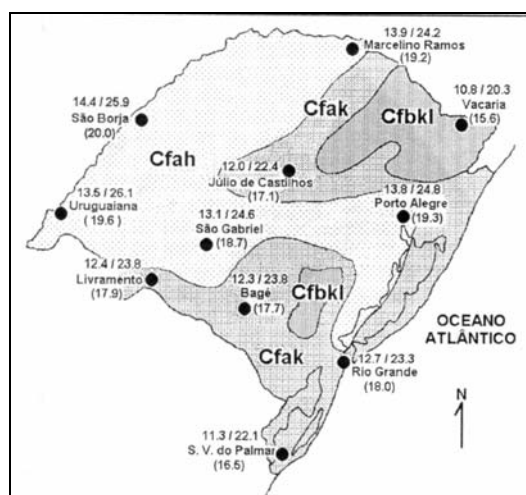 13.9 / 24.2
Marcelino Ramos
(19.2)
10.8 / 20.3
Vacaria
(15.6)
14.4 / 25.9
São Borja
(20.0)
Cfak
Cfbkl
Cfah
12.0 / 22.4
Júlio de Castilhos
(17.1)
13.8 / 24.8
Porto Alegre
(19.3)
13.5 / 26.1
Uruguaiana
(19.6)
13.1 / 24.6
São Gabriel
(18.7)
12.4 / 23.8
Livramento
(17.9)
12.3 / 23.8
Bagé
(17.7)
Cfbkl
OCEANO
ATLÂNTICO
Cfak
12.7 / 23.3
Rio Grande
(18.0)
N
11.3 / 22.1
S. V. do Palmar
(16.5)